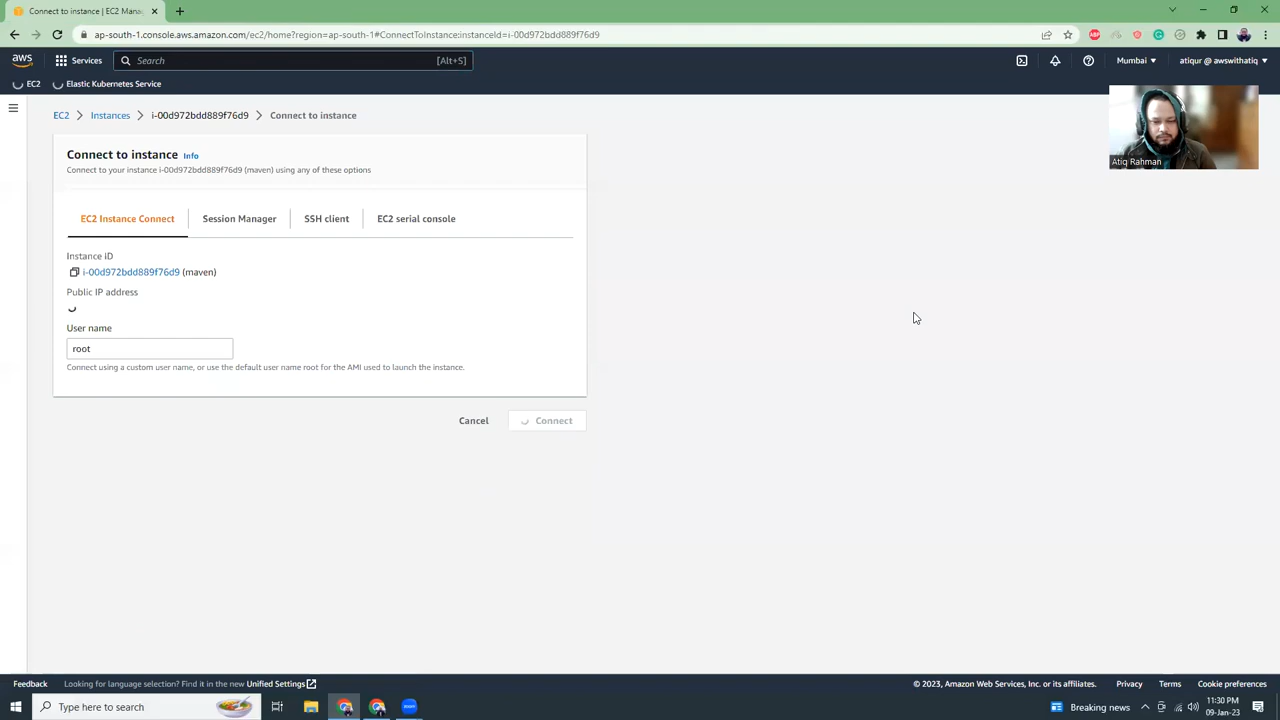 Connect to instance | EC2 Manag
ap-south-1.console.aws.amazon.com/ec2/home?region=ap-south-1#ConnectToInstance:instanceId=i-00d972bdd889f76d9
aws Services Search [Alt+S] Mumbai atiqur @ awswithatiq
EC2 Elastic Kubernetes Service
EC2 Instances i-00d972bdd889f76d9 Connect to instance
Atiq Rahman
Connect to instance Info
Connect to your instance i-00d972bdd889f76d9 (maven) using any of these options
EC2 Instance Connect Session Manager SSH client EC2 serial console
Instance ID
i-00d972bdd889f76d9 (maven)
Public IP address
User name
root
Connect using a custom user name, or use the default user name root for the AMI used to launch the instance.
Cancel Connect
Feedback Looking for language selection? Find it in the new Unified Settings © 2023, Amazon Web Services, Inc. or its affiliates. Privacy Terms Cookie preferences
Type here to search Breaking news 11:30 PM
09-Jan-23